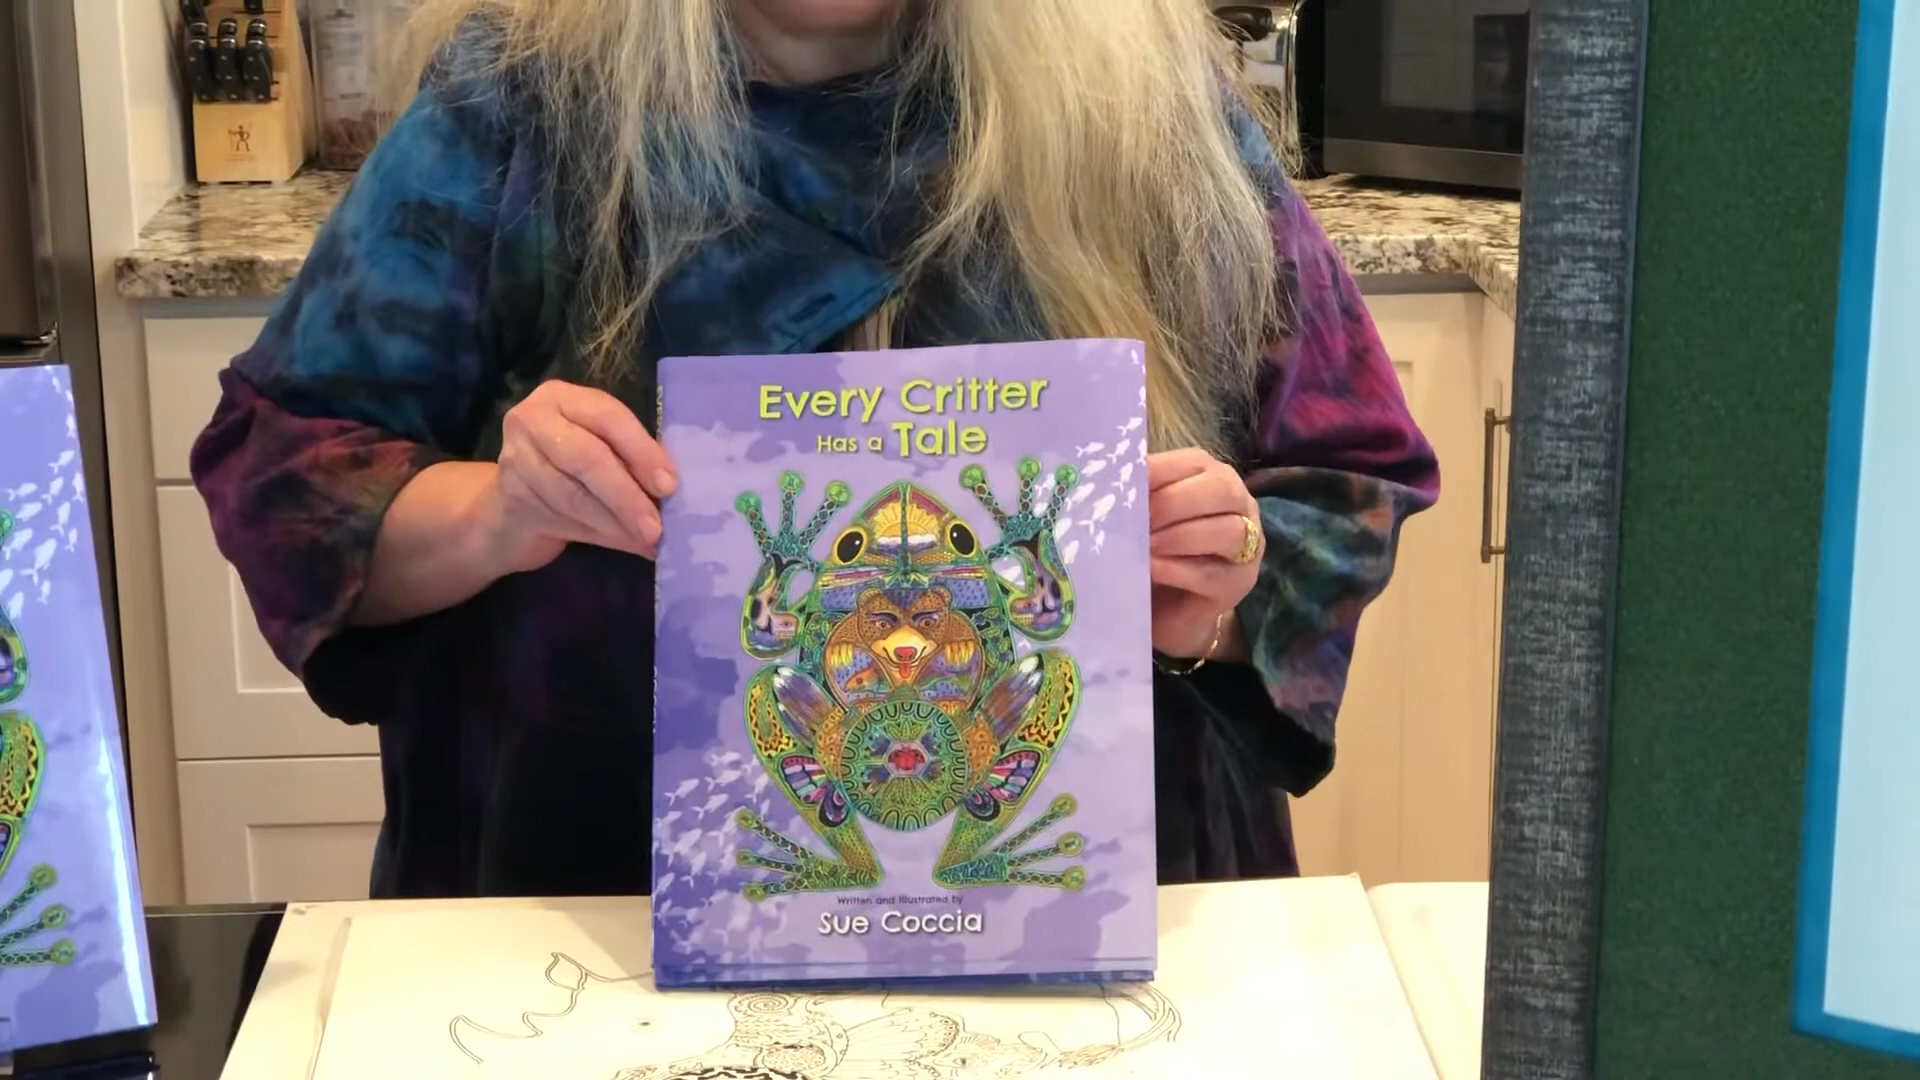 Every Critter
Has a Tale
Written and Illustrated by
Sue Coccia